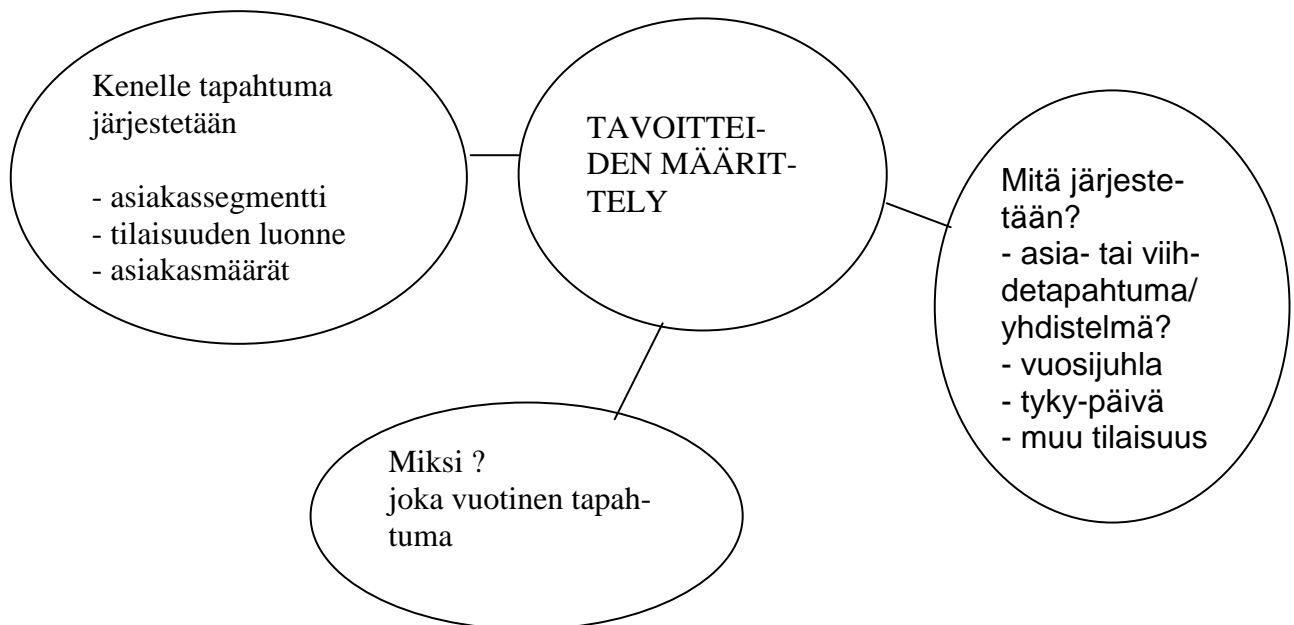 Kenelle tapahtuma
järjestetään
- asiakassegmentti
- tilaisuuden luonne
- asiakasmäärät
TAVOITTEI-
DEN MÄÄRIT-
TELY
Mitä järjeste-
tään?
- asia- tai viih-
detapahtuma/
yhdistelmä?
- vuosijuhla
- tyky-päivä
- muu tilaisuus
Miksi ?
joka vuotinen tapah-
tuma